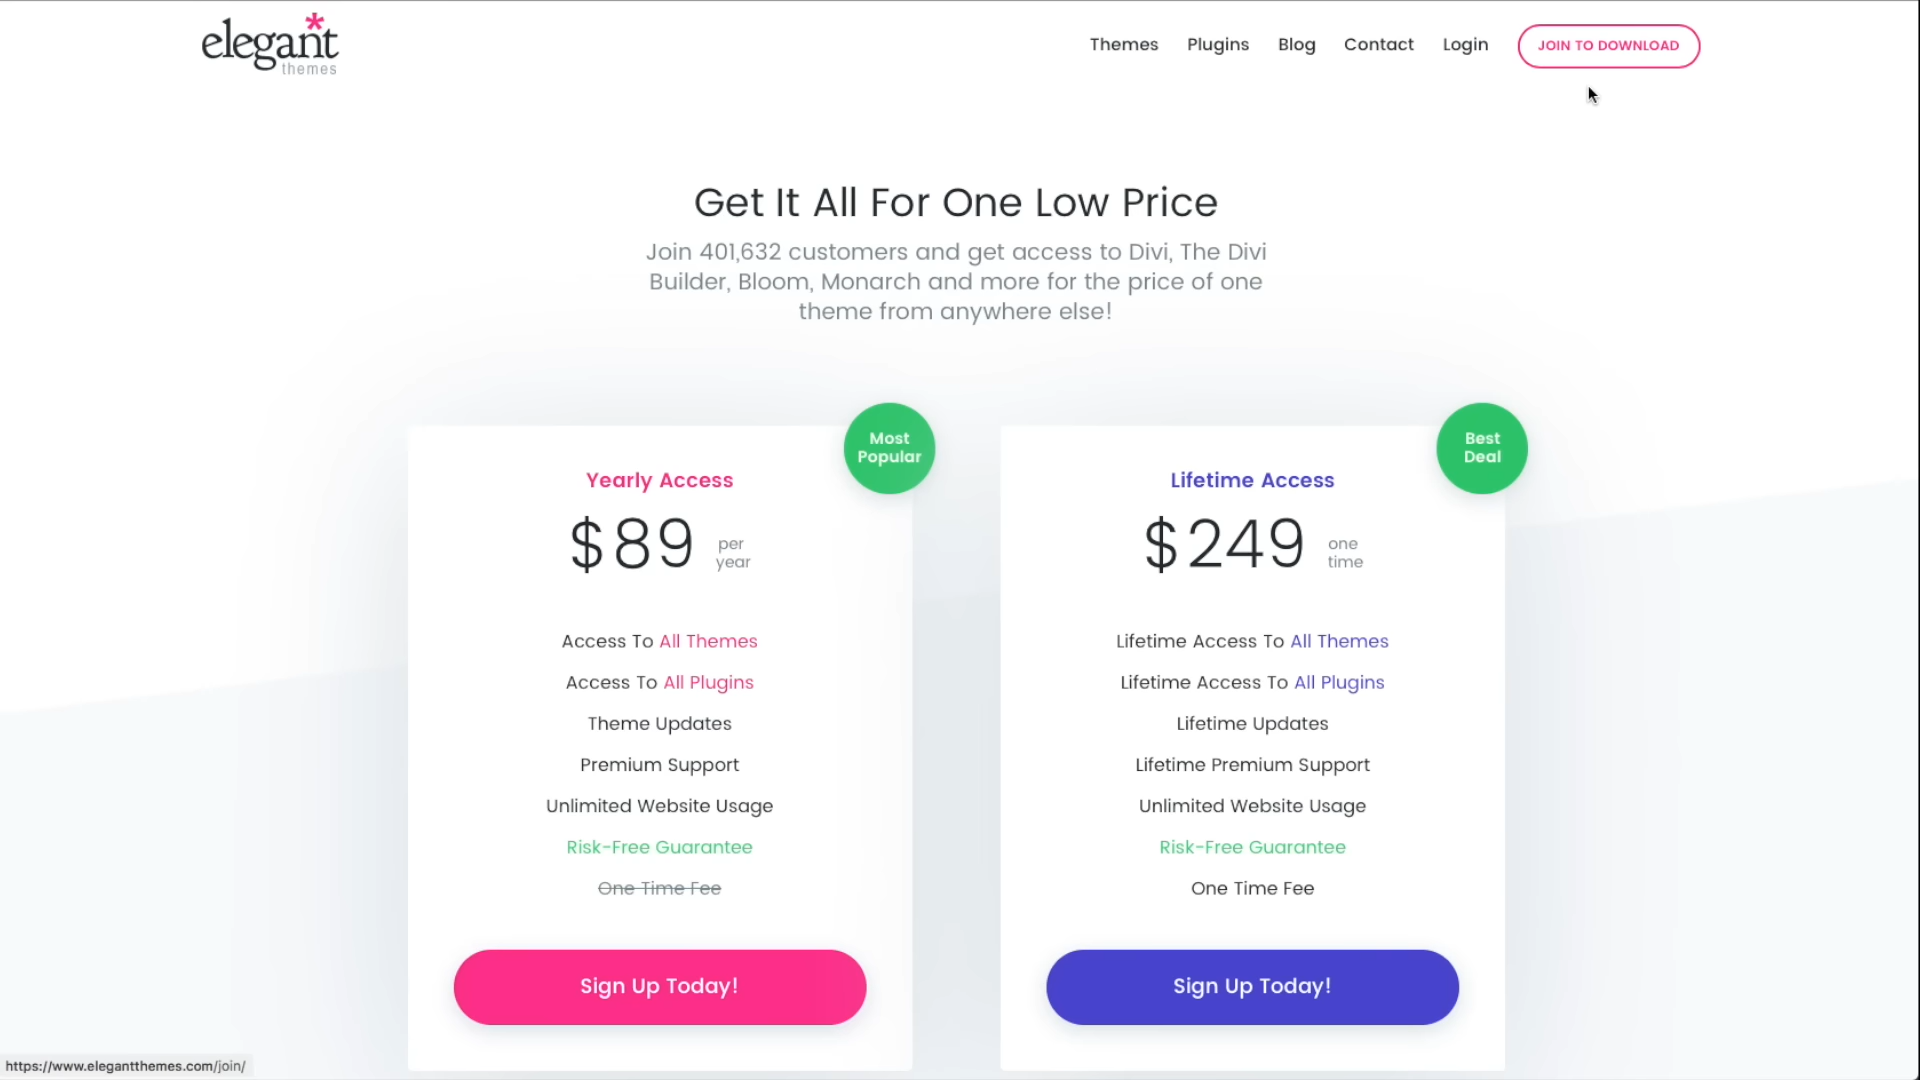 elegant
themes
Themes
Plugins
Blog
Contact
Login
JOIN TO DOWNLOAD
Get It All For One Low Price
Join 401,632 customers and get access to Divi, The Divi
Builder, Bloom, Monarch and more for the price of one
theme from anywhere else!
Most
Popular
Yearly Access
$89 per
year
Access To All Themes
Access To All Plugins
Theme Updates
Premium Support
Unlimited Website Usage
Risk-Free Guarantee
One Time Fee
Sign Up Today!
Best
Deal
Lifetime Access
$249 one
time
Lifetime Access To All Themes
Lifetime Access To All Plugins
Lifetime Updates
Lifetime Premium Support
Unlimited Website Usage
Risk-Free Guarantee
One Time Fee
Sign Up Today!
https://www.elegantthemes.com/join/